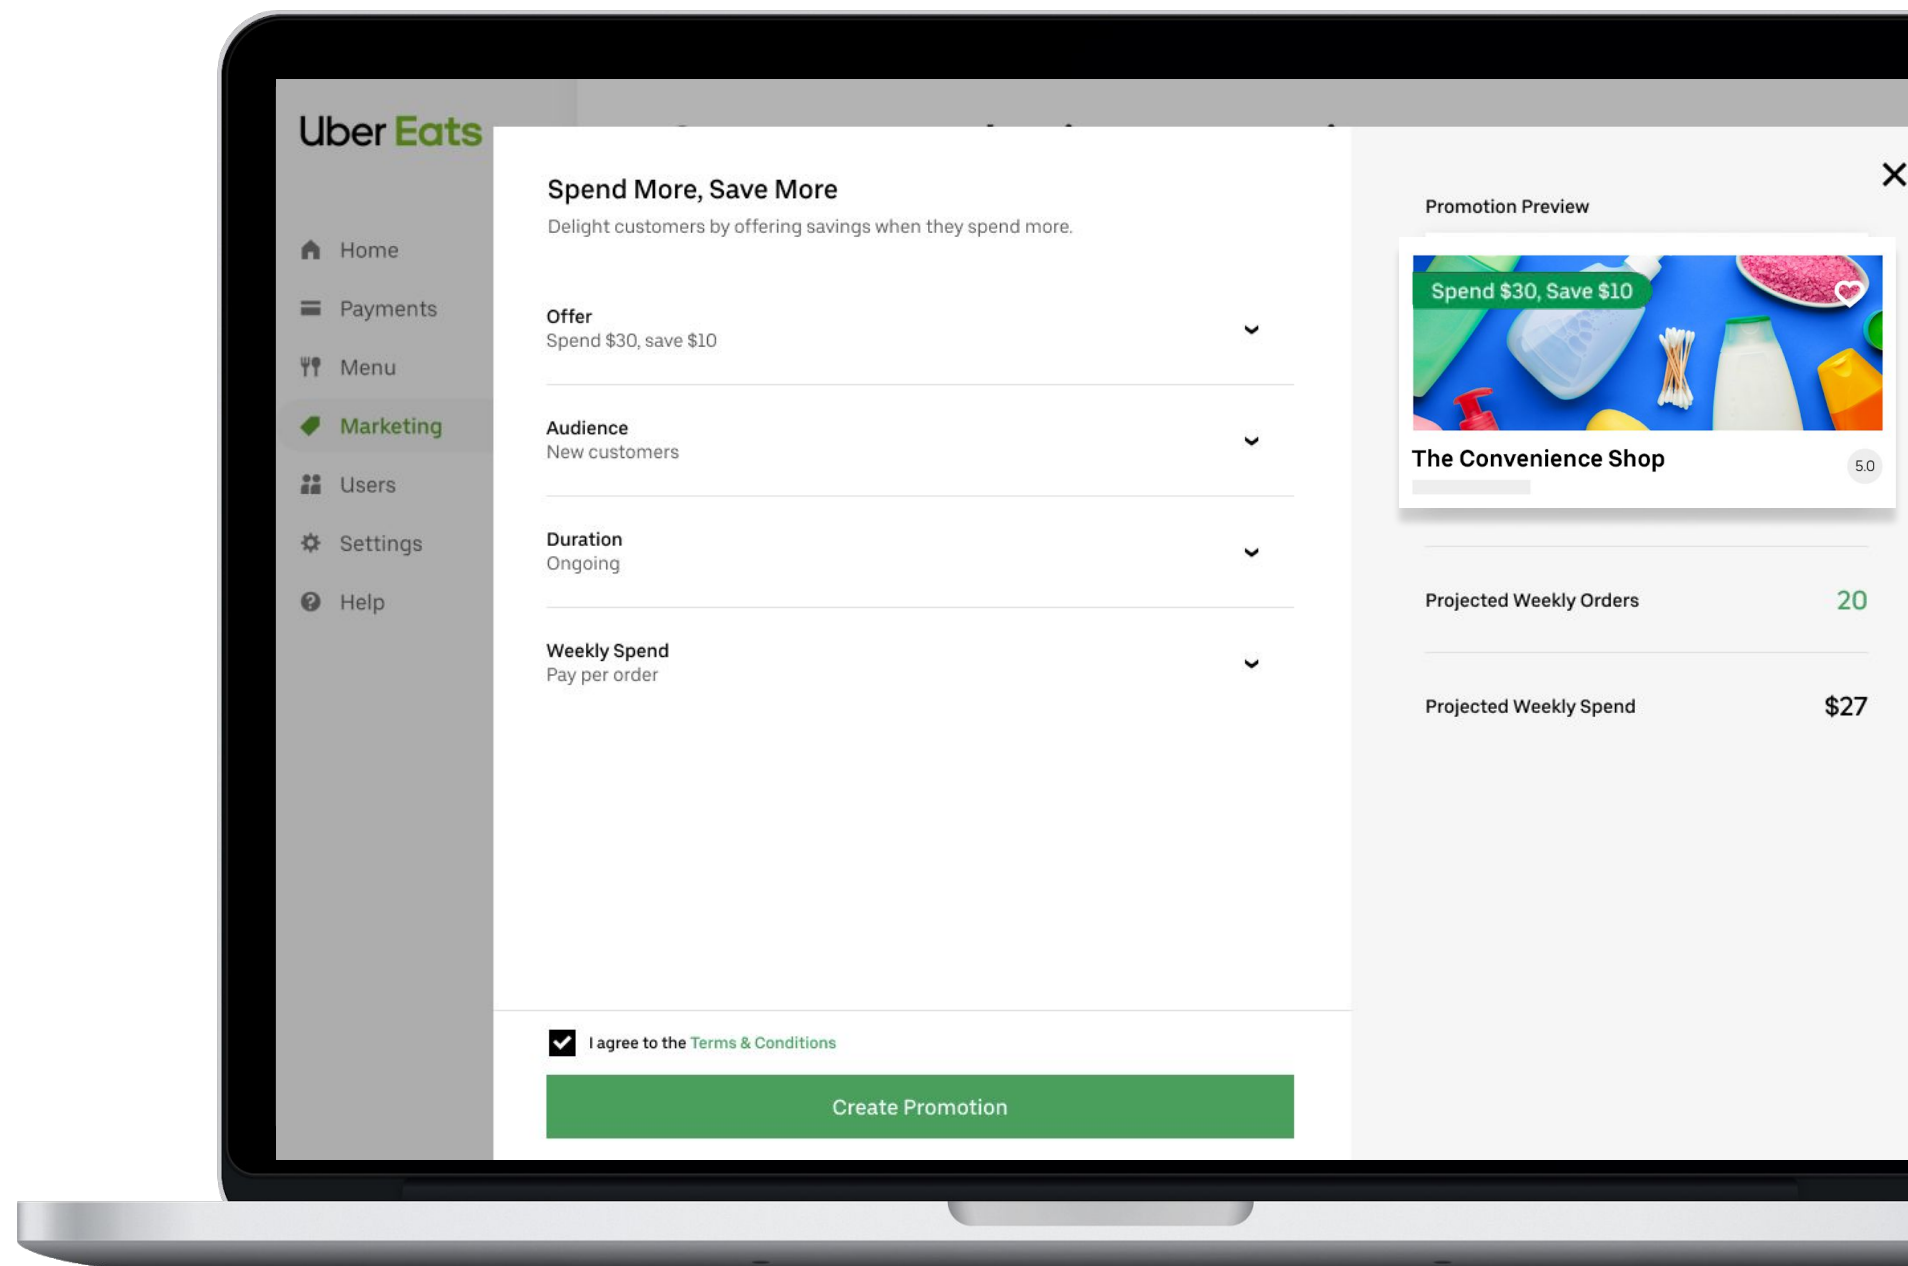 Uber Eats
Home
Payments
Menu
Marketing
Users
Settings
Help
Spend More, Save More
Delight customers by offering savings when they spend more.
Offer
Spend $30, save $10
Audience
New customers
Duration
Ongoing
Weekly Spend
Pay per order
I agree to the Terms & Conditions
Create Promotion
Promotion Preview
Spend $30, Save $10
The Convenience Shop
5.0
Projected Weekly Orders
20
Projected Weekly Spend
$27